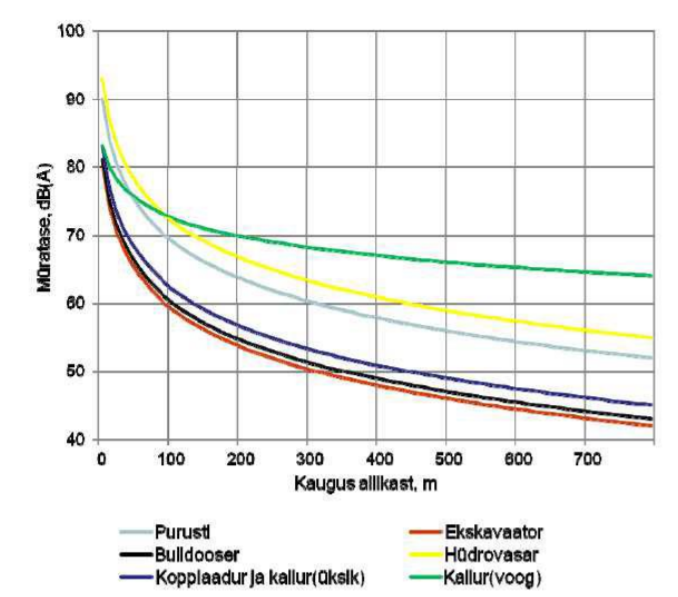 100
90
80
70
60
50
40
Müratase, dB(A)
0 100 200 300 400 500 600 700
Kaugus allikast, m
Purusti Ekskavaator
Bulldooser Hüdrovasar
Kopplaadur ja kallur(üksik) Kallur(voog)